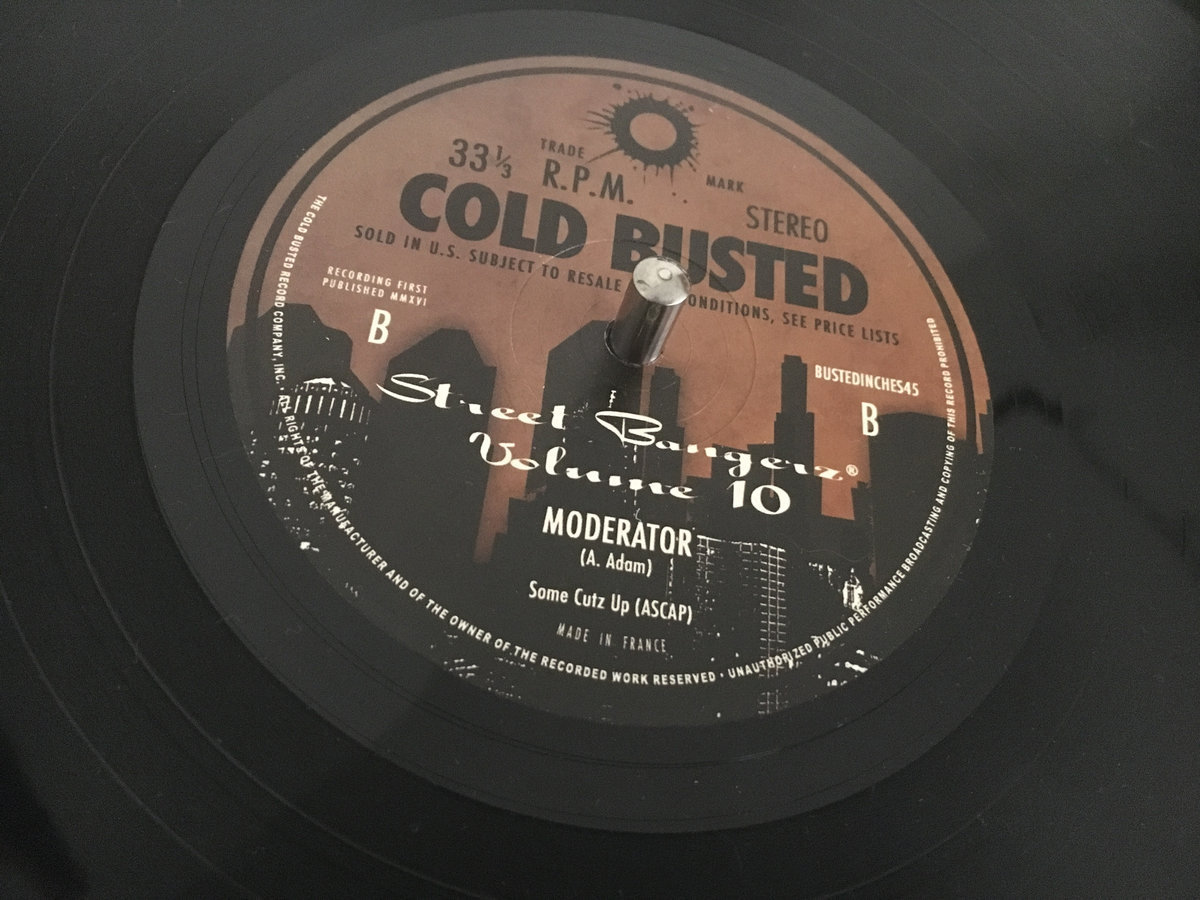 TRADE
MARK
33⅓ R.P.M.
STEREO
COLD BUSTED
SOLD IN U.S. SUBJECT TO RESALE ONDITIONS, SEE PRICE LISTS
RECORDING FIRST
PUBLISHED MMXVI
B
BUSTEDINCHES45
B
Street Bangerz®
Volume 10
MODERATOR
(A. Adam)
Some Cutz Up (ASCAP)
MADE IN FRANCE
THE COLD BUSTED RECORD COMPANY, INC. • ALL RIGHTS OF THE MANUFACTURER AND OF THE OWNER OF THE RECORDED WORK RESERVED • UNAUTHORIZED PUBLIC PERFORMANCE BROADCASTING AND COPYING OF THIS RECORD PROHIBITED